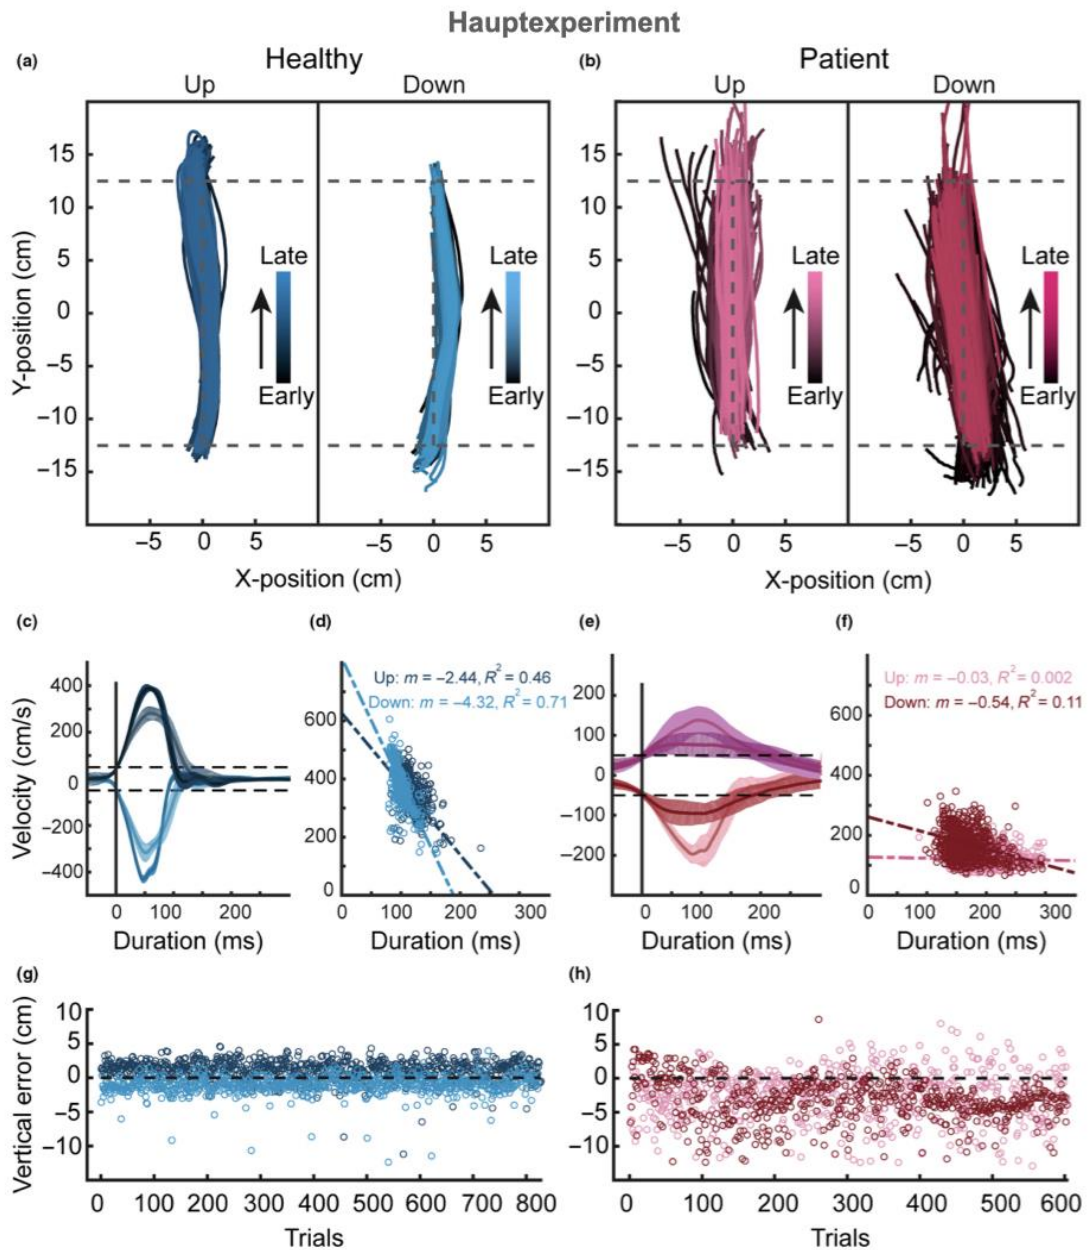 Hauptexperiment
(a) Healthy (b) Patient
Up Down Up Down
Y-position (cm)
15
10
5
0
−5
−10
−15
Late
Early
Late
Early
Late
Early
Late
Early
−5 0 5 −5 0 5 −5 0 5 −5 0 5
X-position (cm) X-position (cm)
(c) (d) (e) (f)
Velocity (cm/s)
400
200
0
−200
−400
0 200
Duration (ms)
Up: m = −2.44, R² = 0.46
Down: m = −4.32, R² = 0.71
600
400
200
0
0 100 200 300
Duration (ms)
200
100
0
−100
−200
0 200
Duration (ms)
Up: m = −0.03, R² = 0.002
Down: m = −0.54, R² = 0.11
600
400
200
0
0 100 200 300
Duration (ms)
(g) (h)
Vertical error (cm)
10
5
0
−5
−10
0 100 200 300 400 500 600 700 800
Trials
10
5
0
−5
−10
0 100 200 300 400 500 600
Trials